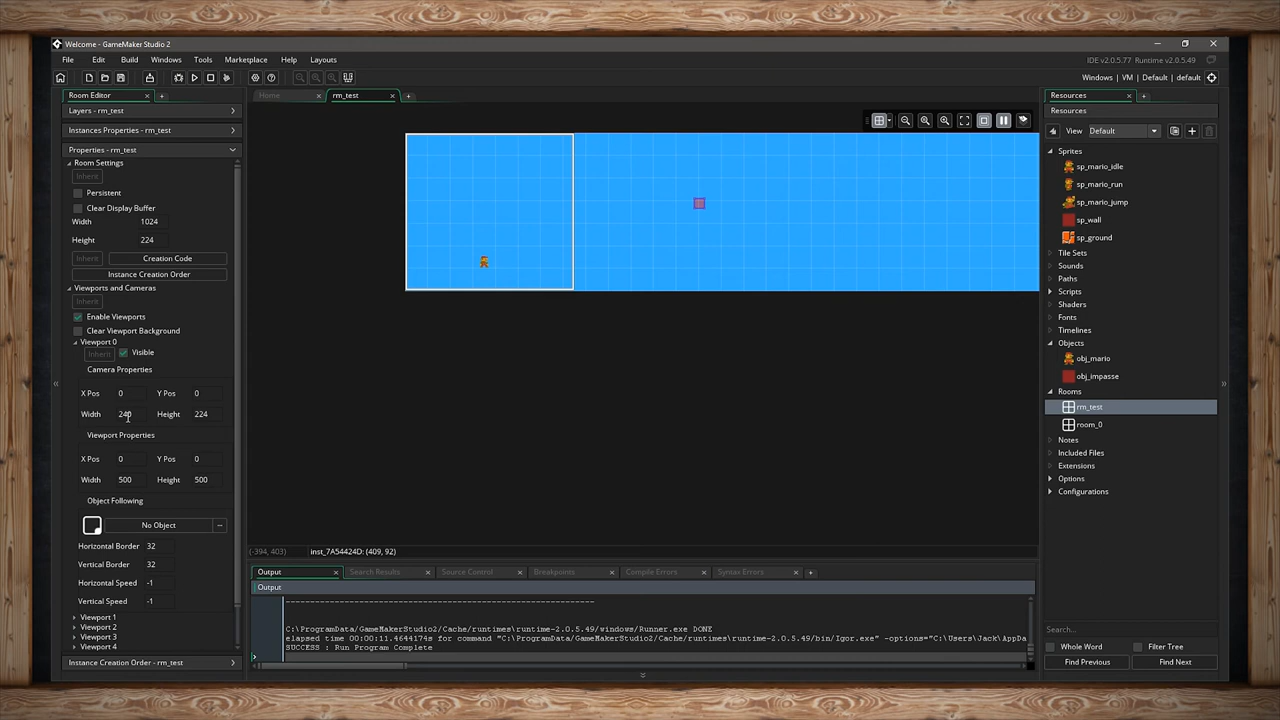 Welcome - GameMaker Studio 2
File Edit Build Windows Tools Marketplace Help Layouts
IDE v2.0.5.77 Runtime v2.0.5.49
Windows | VM | Default | default
Room Editor
Layers - rm_test
Instances Properties - rm_test
Properties - rm_test
Room Settings
Inherit
Persistent
Clear Display Buffer
Width 1024
Height 224
Inherit Creation Code
Instance Creation Order
Viewports and Cameras
Inherit
Enable Viewports
Clear Viewport Background
Viewport 0
Inherit Visible
Camera Properties
X Pos 0 Y Pos 0
Width 240 Height 224
Viewport Properties
X Pos 0 Y Pos 0
Width 500 Height 500
Object Following
No Object
Horizontal Border 32
Vertical Border 32
Horizontal Speed -1
Vertical Speed -1
Viewport 1
Viewport 2
Viewport 3
Viewport 4
Instance Creation Order - rm_test
Home rm_test
(-394, 403) inst_7A54424D: (409, 92)
Output Search Results Source Control Breakpoints Compile Errors Syntax Errors
Output
C:\ProgramData/GameMakerStudio2/Cache/runtimes\runtime-2.0.5.49/windows/Runner.exe DONE
elapsed time 00:00:11.4644174s for command "C:\ProgramData/GameMakerStudio2/Cache/runtimes\runtime-2.0.5.49/bin/Igor.exe" -options="C:\Users\Jack\AppDa
SUCCESS : Run Program Complete
Resources
Resources
View Default
Sprites
sp_mario_idle
sp_mario_run
sp_mario_jump
sp_wall
sp_ground
Tile Sets
Sounds
Paths
Scripts
Shaders
Fonts
Timelines
Objects
obj_mario
obj_impasse
Rooms
rm_test
room_0
Notes
Included Files
Extensions
Options
Configurations
Search...
Whole Word Filter Tree
Find Previous Find Next